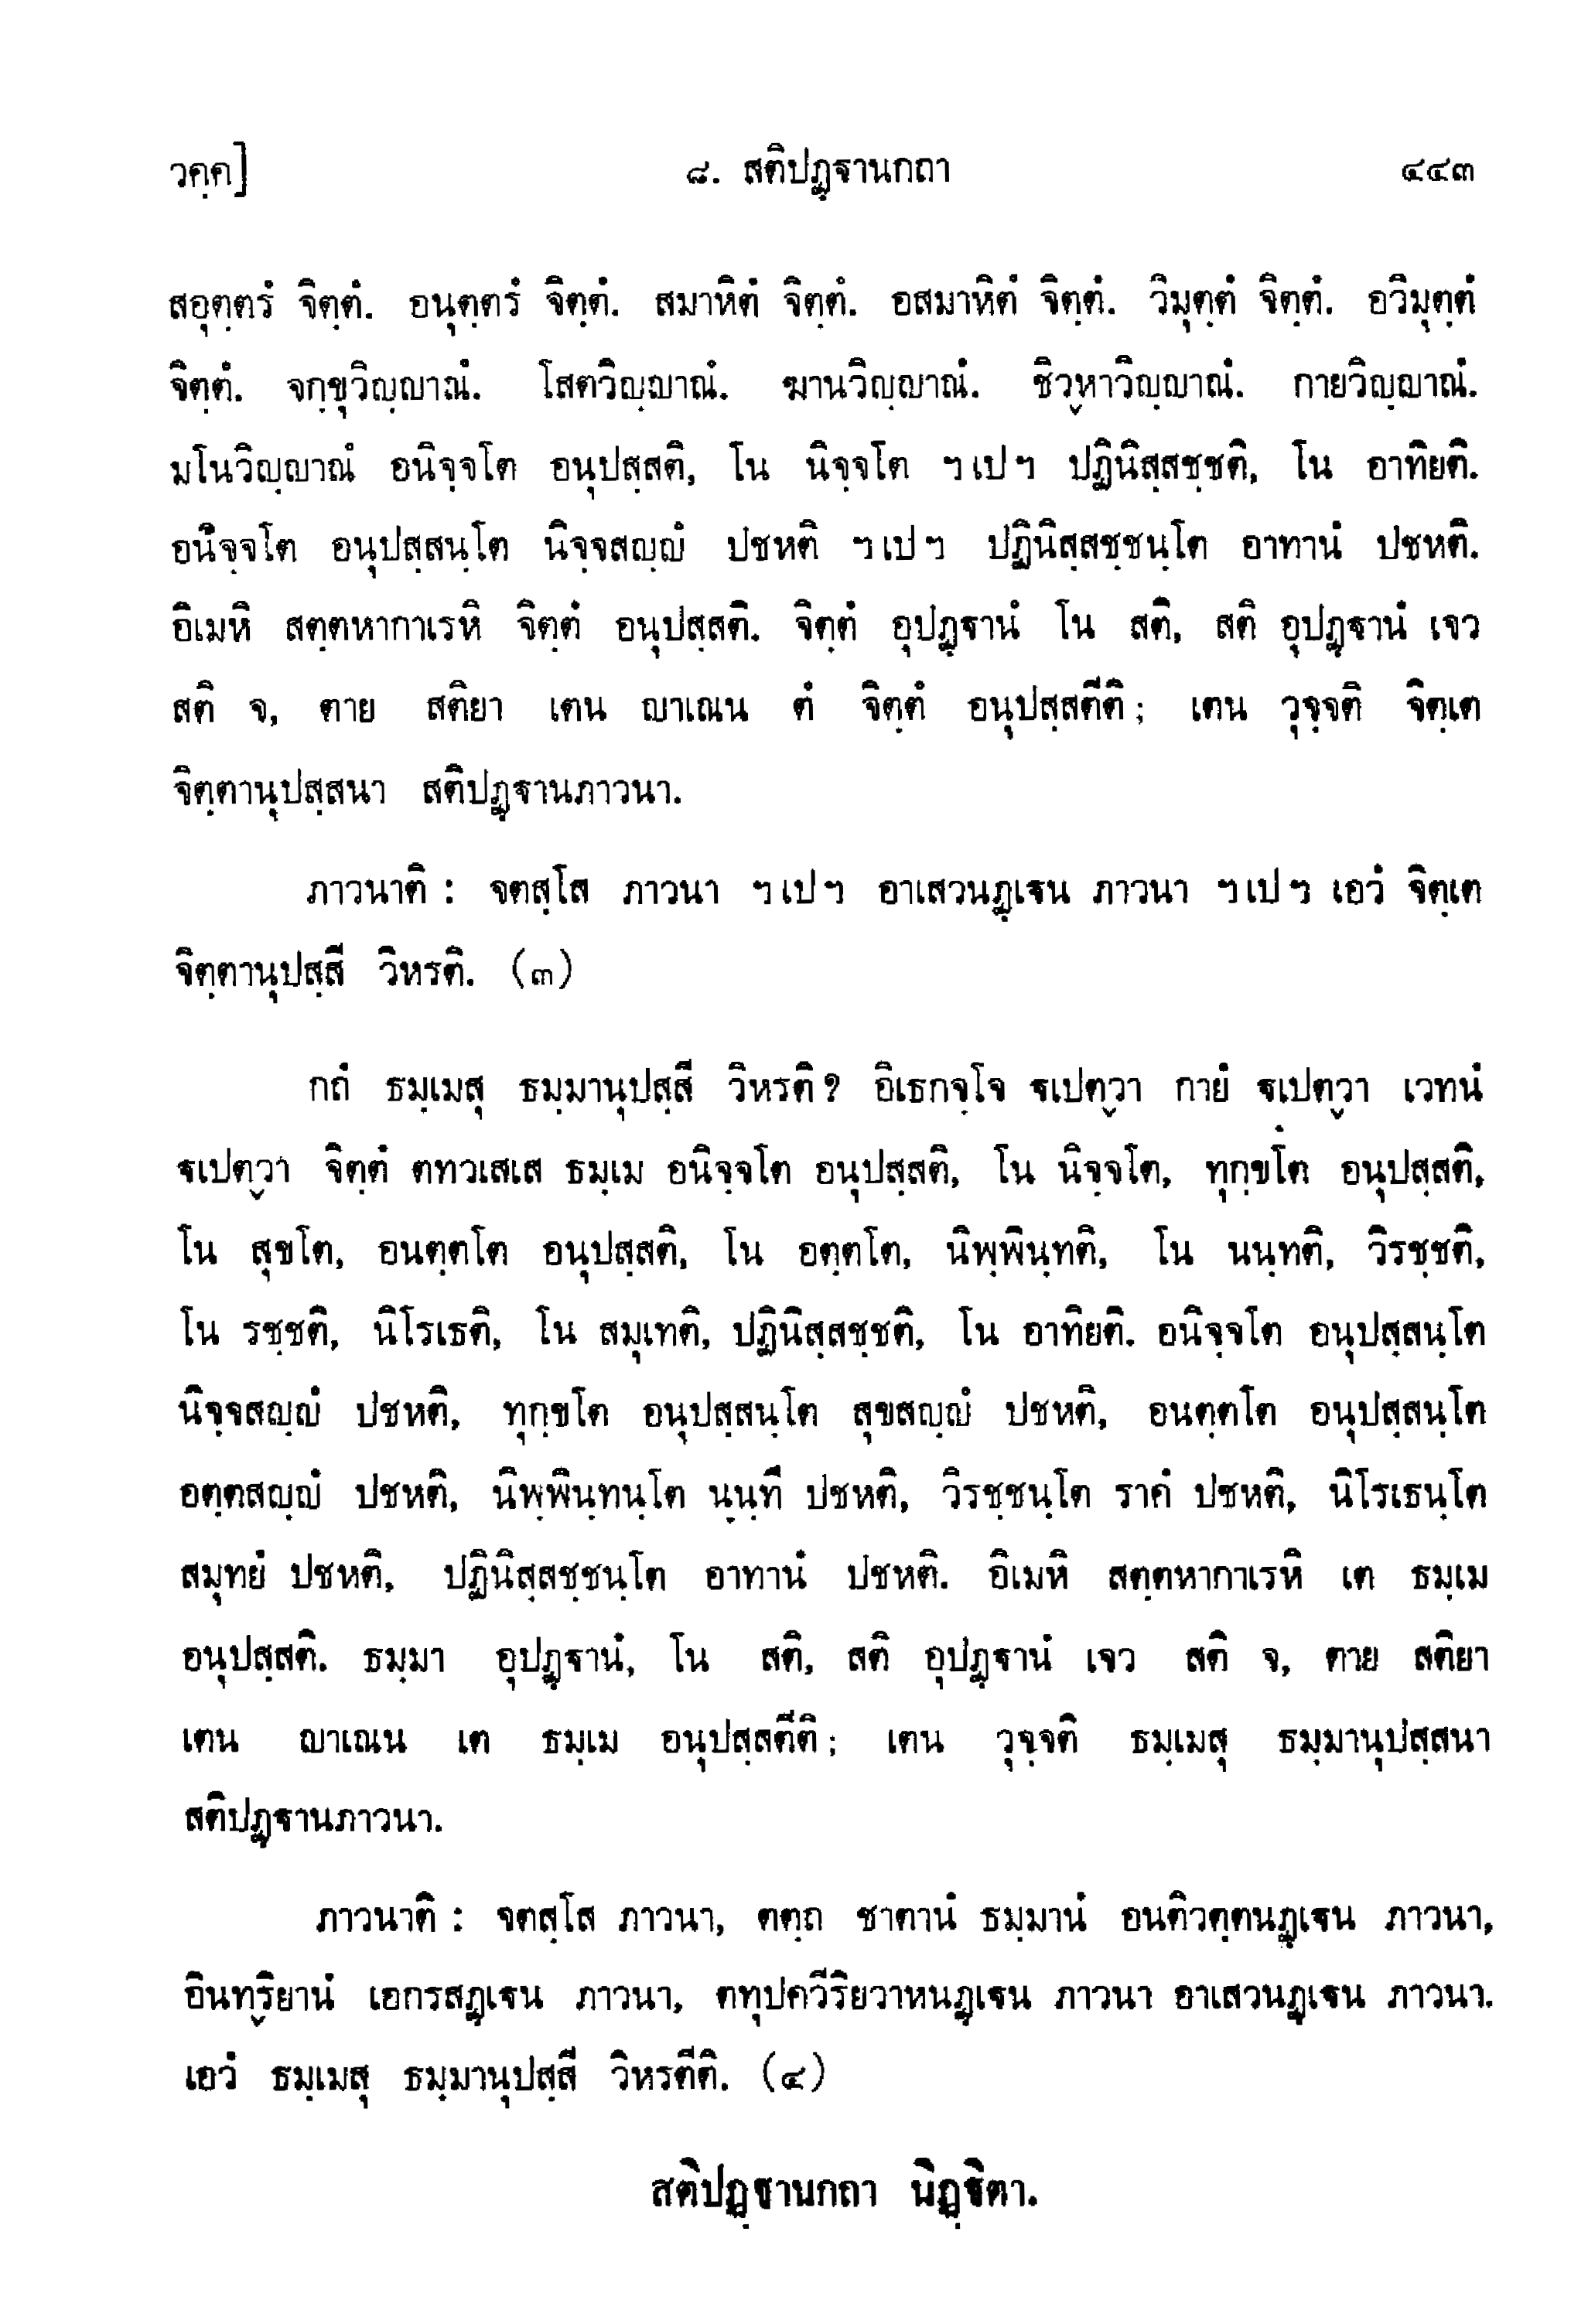 วคฺค] ๘. สติปฏฺฐานกถา ๔๔๓
สอุตฺตรํ จิตฺตํ. อนุตฺตรํ จิตฺตํ. สมาหิตํ จิตฺตํ. อสมาหิตํ จิตฺตํ. วิมุตฺตํ จิตฺตํ. อวิมุตฺตํ
จิตฺตํ. จกฺขุวิญฺญาณํ. โสตวิญฺญาณํ. ฆานวิญฺญาณํ. ชิวฺหาวิญฺญาณํ. กายวิญฺญาณํ.
มโนวิญฺญาณํ อนิจฺจโต อนุปสฺสติ, โน นิจฺจโต ฯเปฯ ปฏินิสฺสชฺชติ, โน อาทิยติ.
อนิจฺจโต อนุปสฺสนฺโต นิจฺจสญฺญํ ปชหติ ฯเปฯ ปฏินิสฺสชฺชนฺโต อาทานํ ปชหติ.
อิเมหิ สตฺตหากาเรหิ จิตฺตํ อนุปสฺสติ. จิตฺตํ อุปฏฺฐานํ โน สติ, สติ อุปฏฺฐานํ เจว
สติ จ, ตาย สติยา เตน ญาเณน ตํ จิตฺตํ อนุปสฺสตีติ; เตน วุจฺจติ จิตฺเต
จิตฺตานุปสฺสนา สติปฏฺฐานภาวนา.
ภาวนาติ : จตสฺโส ภาวนา ฯเปฯ อาเสวนฏฺเฐน ภาวนา ฯเปฯ เอวํ จิตฺเต
จิตฺตานุปสฺสี วิหรติ. (๓)
กถํ ธมฺเมสุ ธมฺมานุปสฺสี วิหรติ? อิเธกจฺโจ ฐเปตฺวา กายํ ฐเปตฺวา เวทนํ
ฐเปตฺวา จิตฺตํ ตทวเสเส ธมฺเม อนิจฺจโต อนุปสฺสติ, โน นิจฺจโต, ทุกฺขโต อนุปสฺสติ,
โน สุขโต, อนตฺตโต อนุปสฺสติ, โน อตฺตโต, นิพฺพินฺทติ, โน นนฺทติ, วิรชฺชติ,
โน รชฺชติ, นิโรเธติ, โน สมุเทติ, ปฏินิสฺสชฺชติ, โน อาทิยติ. อนิจฺจโต อนุปสฺสนฺโต
นิจฺจสญฺญํ ปชหติ, ทุกฺขโต อนุปสฺสนฺโต สุขสญฺญํ ปชหติ, อนตฺตโต อนุปสฺสนฺโต
อตฺตสญฺญํ ปชหติ, นิพฺพินฺทนฺโต นนฺทึ ปชหติ, วิรชฺชนฺโต ราคํ ปชหติ, นิโรเธนฺโต
สมุทยํ ปชหติ, ปฏินิสฺสชฺชนฺโต อาทานํ ปชหติ. อิเมหิ สตฺตหากาเรหิ เต ธมฺเม
อนุปสฺสติ. ธมฺมา อุปฏฺฐานํ, โน สติ, สติ อุปฏฺฐานํ เจว สติ จ, ตาย สติยา
เตน ญาเณน เต ธมฺเม อนุปสฺสตีติ; เตน วุจฺจติ ธมฺเมสุ ธมฺมานุปสฺสนา
สติปฏฺฐานภาวนา.
ภาวนาติ : จตสฺโส ภาวนา, ตตฺถ ชาตานํ ธมฺมานํ อนติวตฺตนฏฺเฐน ภาวนา,
อินฺทฺริยานํ เอกรสฏฺเฐน ภาวนา, ตทุปควีริยวาหนฏฺเฐน ภาวนา อาเสวนฏฺเฐน ภาวนา.
เอวํ ธมฺเมสุ ธมฺมานุปสฺสี วิหรตีติ. (๔)
สติปฏฺฐานกถา นิฏฺฐิตา.